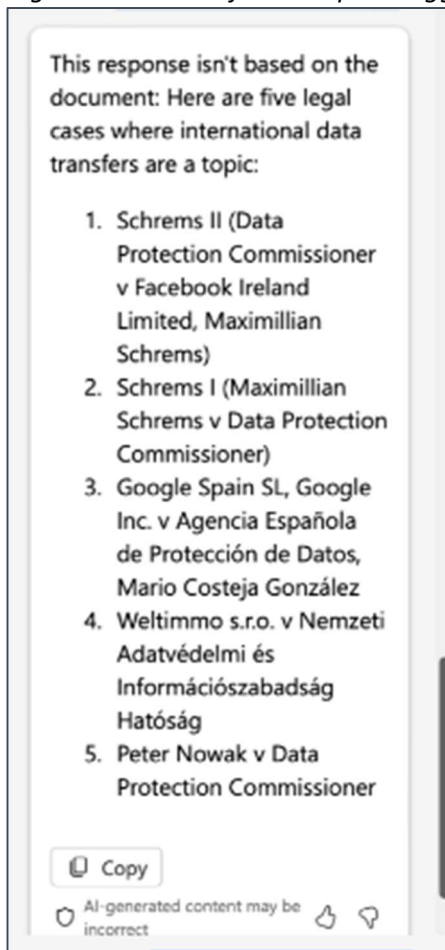 This response isn't based on the
document: Here are five legal
cases where international data
transfers are a topic:
1. Schrems II (Data
Protection Commissioner
v Facebook Ireland
Limited, Maximillian
Schrems)
2. Schrems I (Maximillian
Schrems v Data Protection
Commissioner)
3. Google Spain SL, Google
Inc. v Agencia Española
de Protección de Datos,
Mario Costeja González
4. Weltimmo s.r.o. v Nemzeti
Adatvédelmi és
Információszabadság
Hatóság
5. Peter Nowak v Data
Protection Commissioner
Copy
AI-generated content may be
incorrect